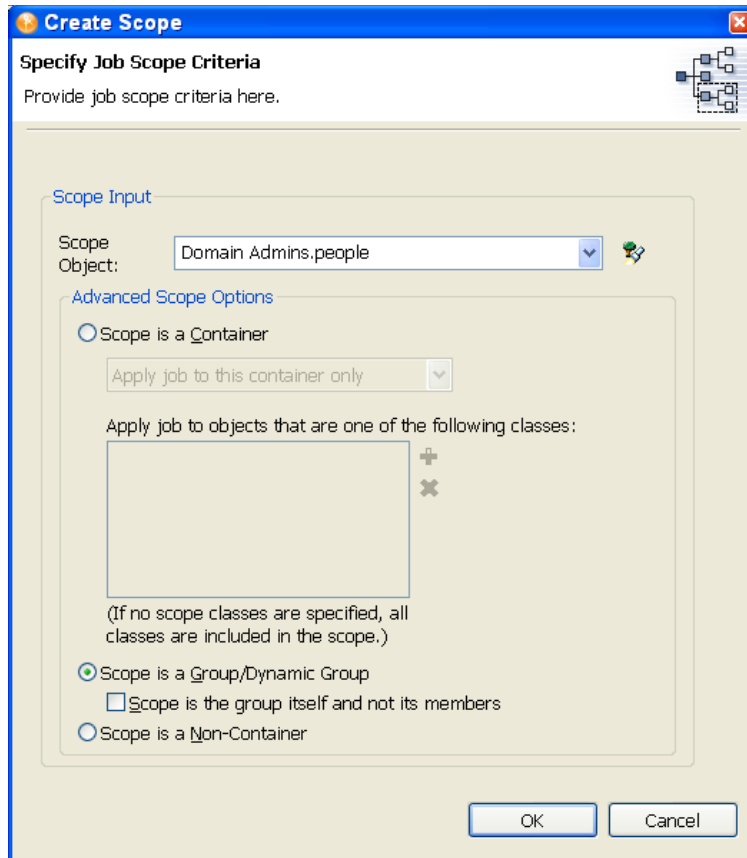 Create Scope
Specify Job Scope Criteria
Provide job scope criteria here.
Scope Input
Scope
Object:
Domain Admins.people
Advanced Scope Options
Scope is a Container
Apply job to this container only
Apply job to objects that are one of the following classes:
(If no scope classes are specified, all
classes are included in the scope.)
Scope is a Group/Dynamic Group
Scope is the group itself and not its members
Scope is a Non-Container
OK
Cancel